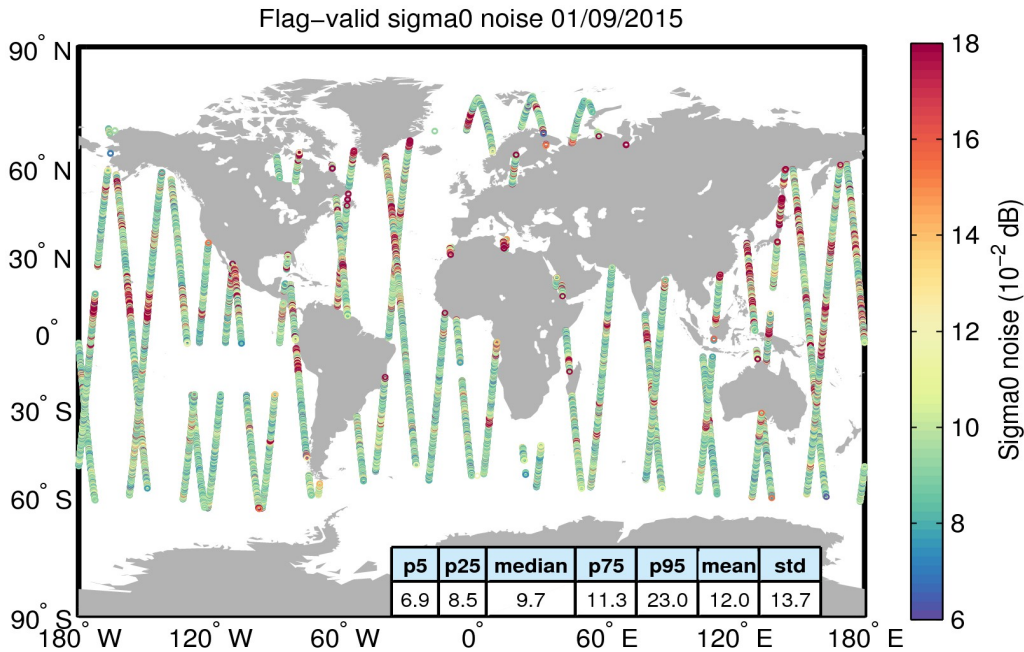 Flag−valid sigma0 noise 01/09/2015
90° N
60° N
30° N
0°
30° S
60° S
90° S
180° W
120° W
60° W
0°
60° E
120° E
180° E
p5 p25 median p75 p95 mean std
6.9 8.5 9.7 11.3 23.0 12.0 13.7
18
16
14
12
10
8
6
Sigma0 noise (10⁻² dB)